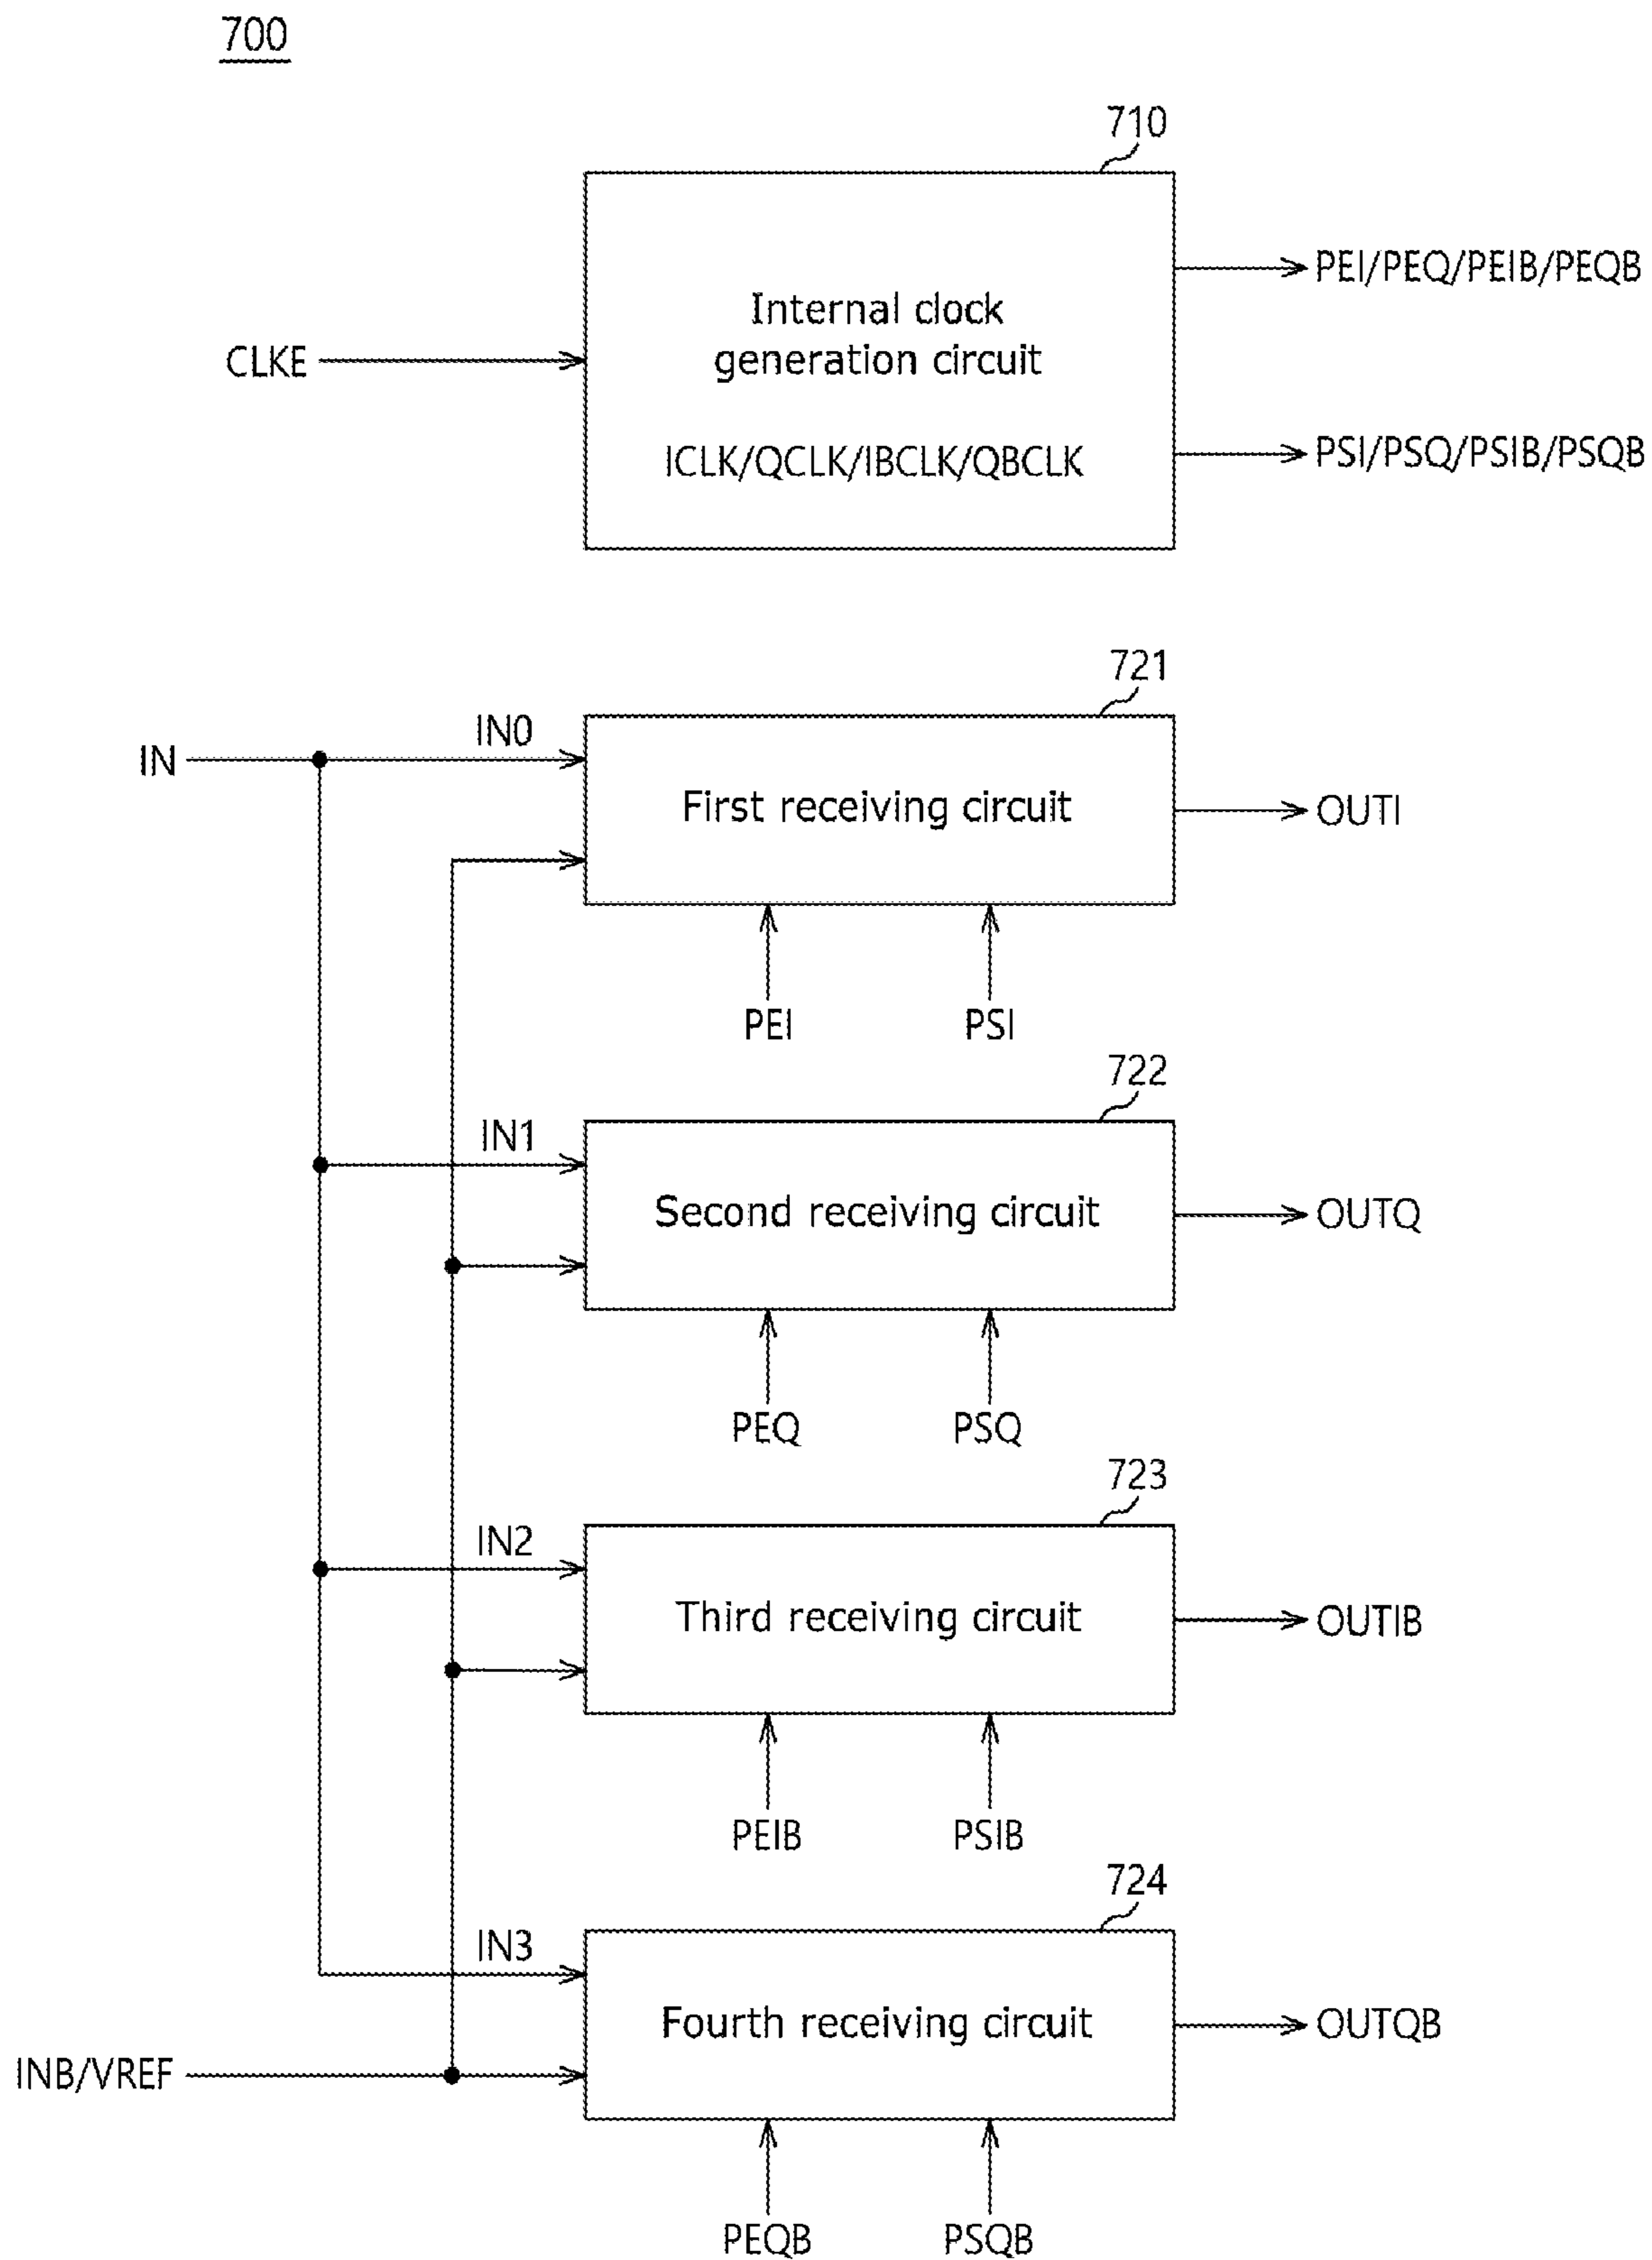 700
710
Internal clock
generation circuit
ICLK/QCLK/IBCLK/QBCLK
CLKE
PEI/PEQ/PEIB/PEQB
PSI/PSQ/PSIB/PSQB
721
IN
IN0
First receiving circuit
OUTI
PEI
PSI
722
IN1
Second receiving circuit
OUTQ
PEQ
PSQ
723
IN2
Third receiving circuit
OUTIB
PEIB
PSIB
724
IN3
Fourth receiving circuit
OUTQB
INB/VREF
PEQB
PSQB